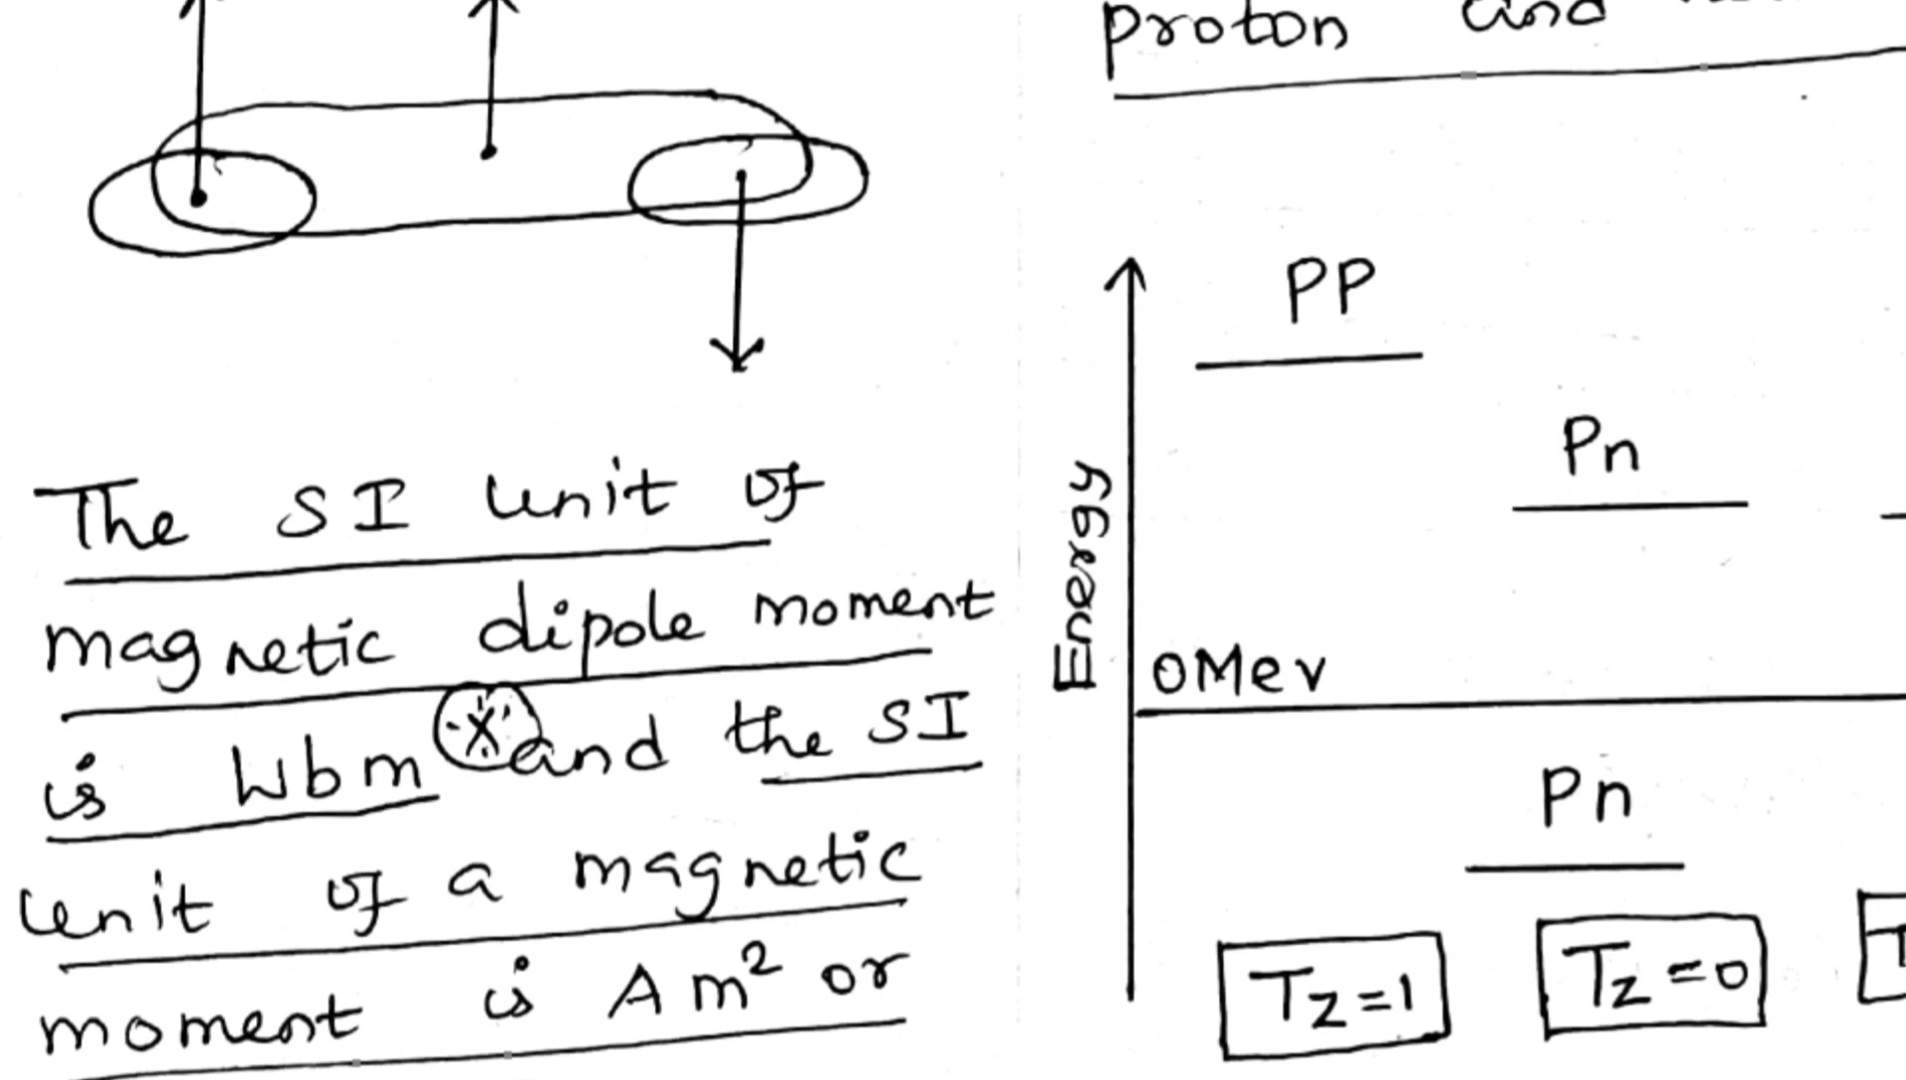 The SI unit of
magnetic dipole moment
is Wbm and the SI
unit of a magnetic
moment is Am² or
proton and
PP
Pn
Energy
0Mev
Pn
Tz=1
Tz=0